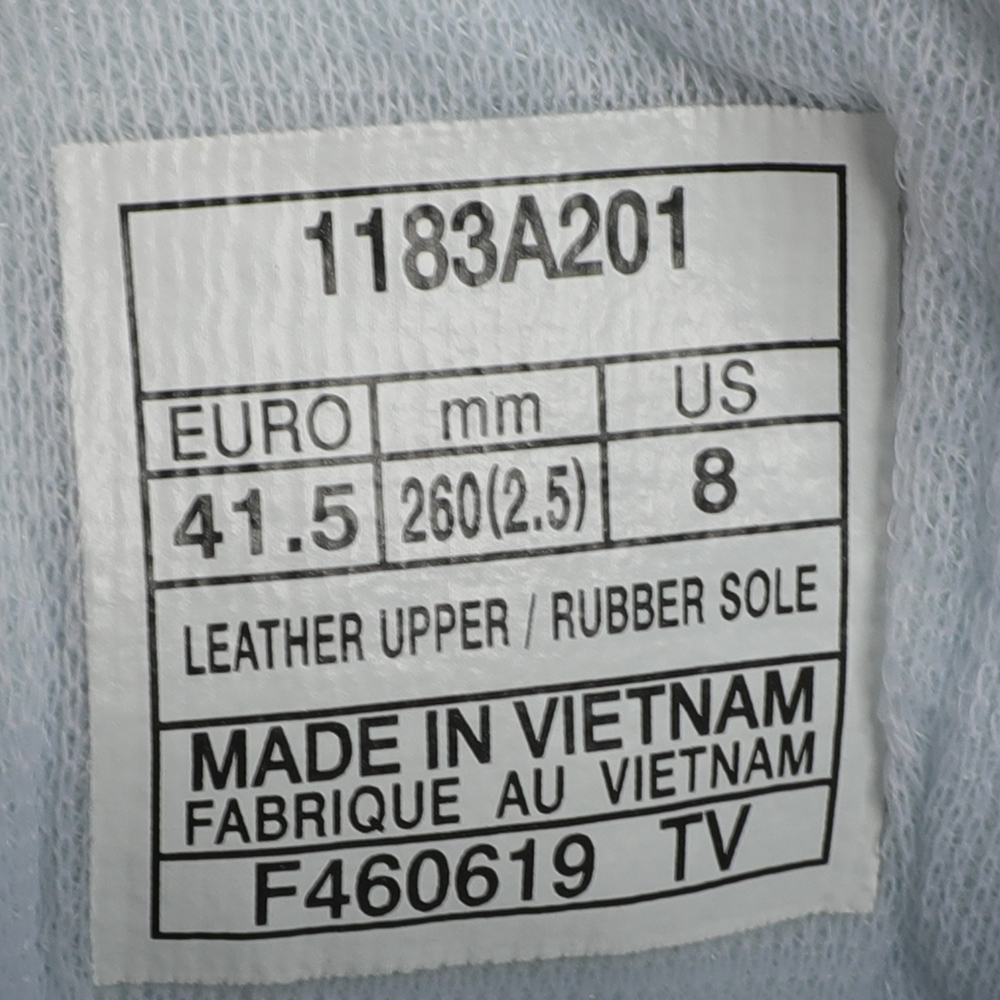 1183A201
EURO mm US
41.5 260(2.5) 8
LEATHER UPPER / RUBBER SOLE
MADE IN VIETNAM
FABRIQUE AU VIETNAM
F460619 TV